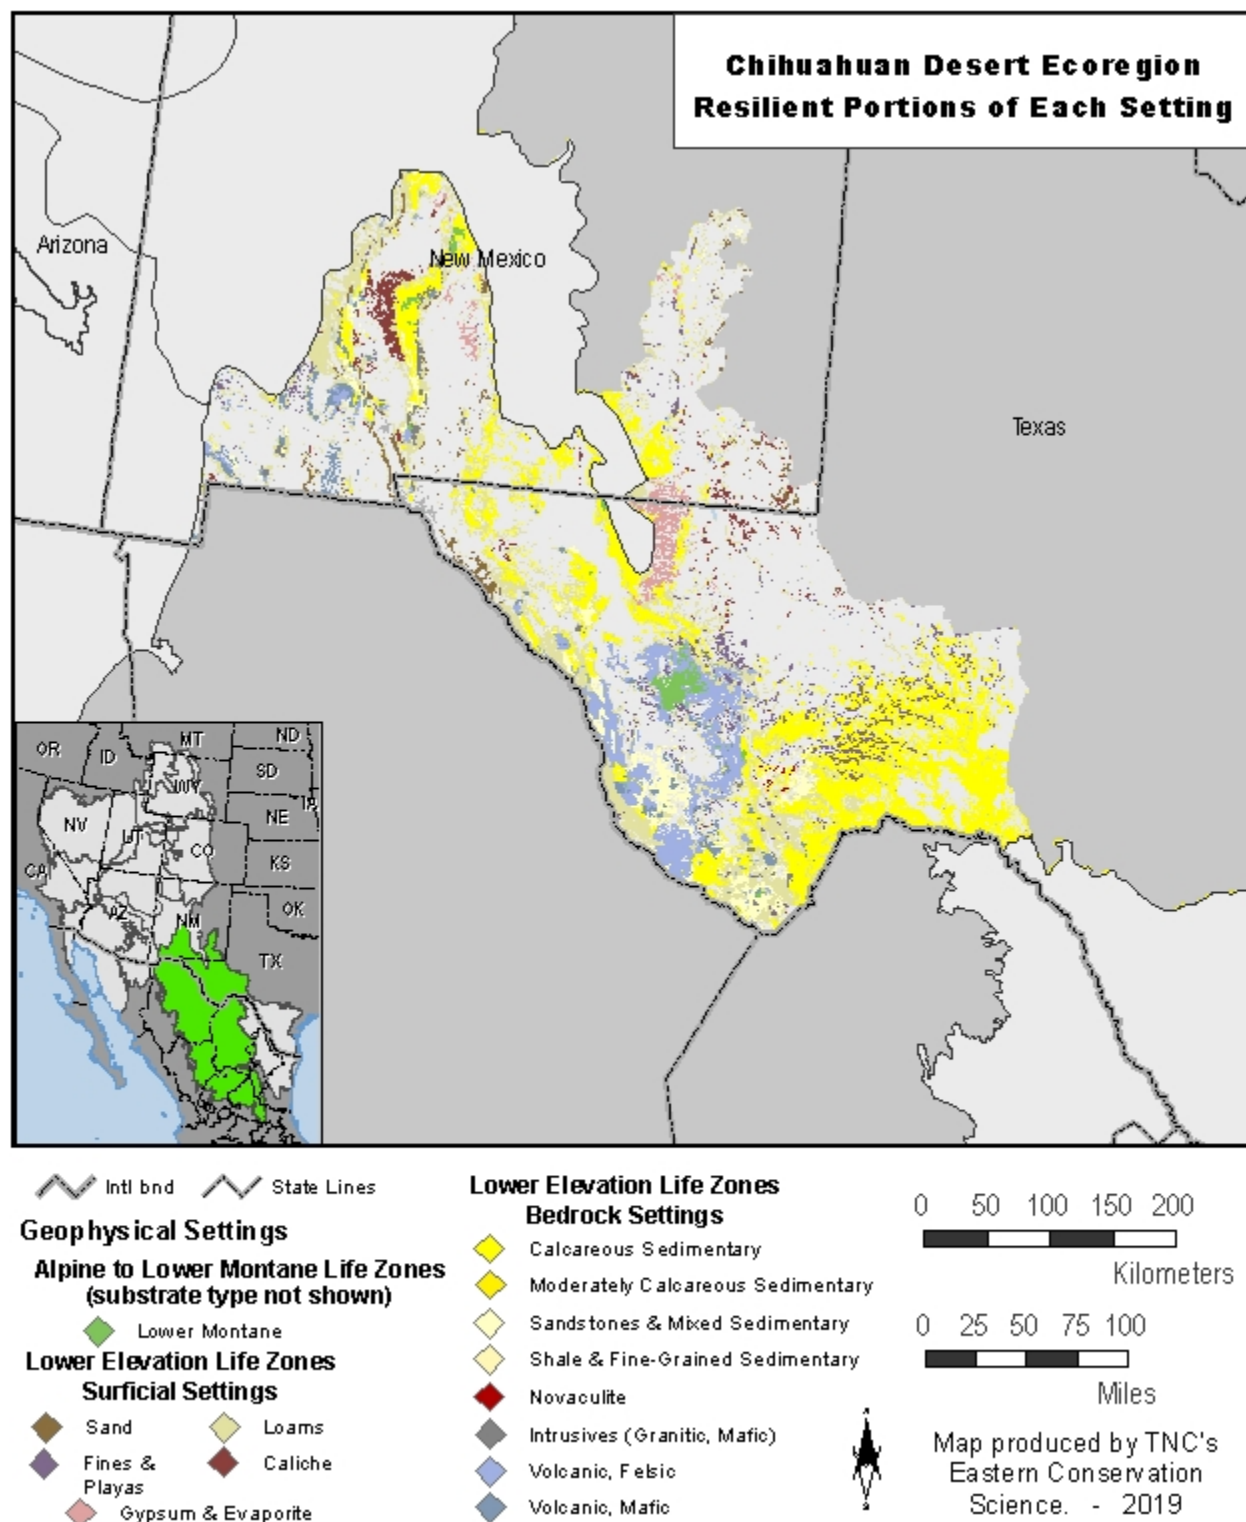 Chihuahuan Desert Ecoregion
Resilient Portions of Each Setting
Arizona
New Mexico
Texas
OR
ID
MT
ND
SD
WY
IA
NV
UT
NE
CO
CA
KS
AZ
NM
OK
TX
Intl bnd
State Lines
Geophysical Settings
Alpine to Lower Montane Life Zones
(substrate type not shown)
Lower Montane
Lower Elevation Life Zones
Surficial Settings
Sand
Loams
Fines &
Playas
Caliche
Gypsum & Evaporite
Lower Elevation Life Zones
Bedrock Settings
Calcareous Sedimentary
Moderately Calcareous Sedimentary
Sandstones & Mixed Sedimentary
Shale & Fine-Grained Sedimentary
Novaculite
Intrusives (Granitic, Mafic)
Volcanic, Felsic
Volcanic, Mafic
0 50 100 150 200
Kilometers
0 25 50 75 100
Miles
Map produced by TNC's
Eastern Conservation
Science. - 2019